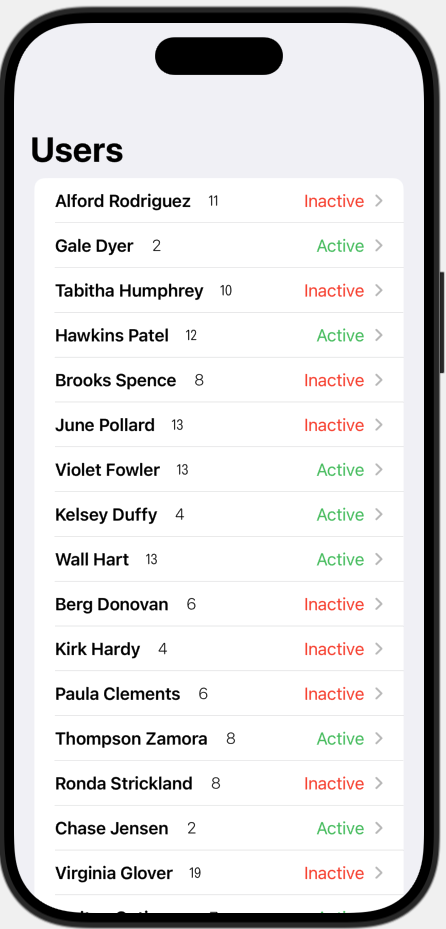 Users
Alford Rodriguez 11 Inactive
Gale Dyer 2 Active
Tabitha Humphrey 10 Inactive
Hawkins Patel 12 Active
Brooks Spence 8 Inactive
June Pollard 13 Inactive
Violet Fowler 13 Active
Kelsey Duffy 4 Active
Wall Hart 13 Active
Berg Donovan 6 Inactive
Kirk Hardy 4 Inactive
Paula Clements 6 Inactive
Thompson Zamora 8 Active
Ronda Strickland 8 Inactive
Chase Jensen 2 Active
Virginia Glover 19 Inactive